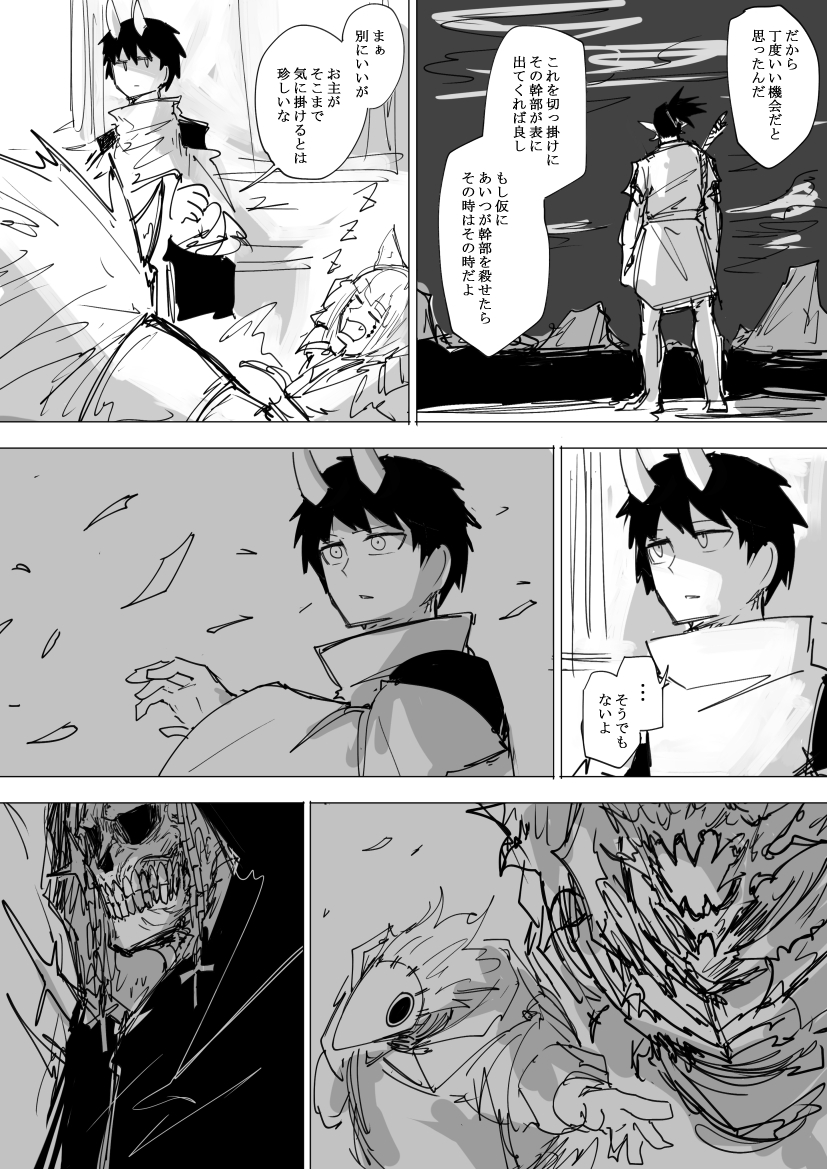 だから
丁度いい機会だと
思ったんだ
これを切っ掛けに
その幹部が表に
出てくれば良し
もし仮に
あいつが幹部を殺せたら
その時はその時だよ
まぁ
別にいいが
お主が
そこまで
気に掛けるとは
珍しいな
…
そうでも
ないよ